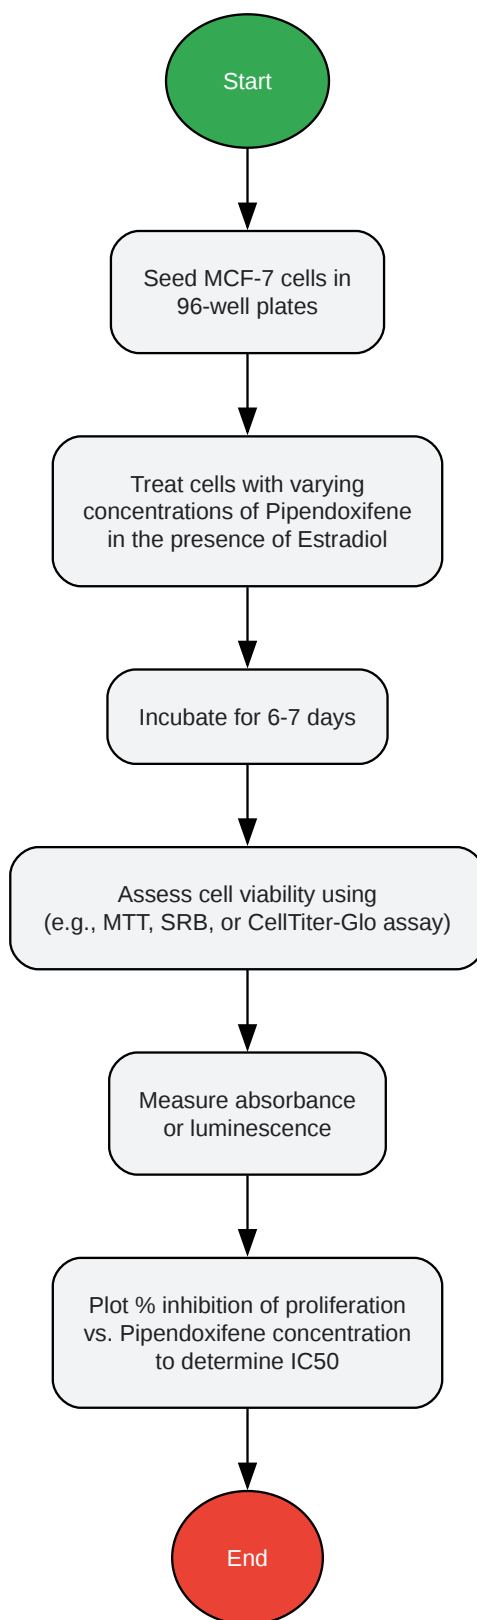 Start
Seed MCF-7 cells in
96-well plates
Treat cells with varying
concentrations of Pipendoxifene
in the presence of Estradiol
Incubate for 6-7 days
Assess cell viability using
(e.g., MTT, SRB, or CellTiter-Glo assay)
Measure absorbance
or luminescence
Plot % inhibition of proliferation
vs. Pipendoxifene concentration
to determine IC50
End